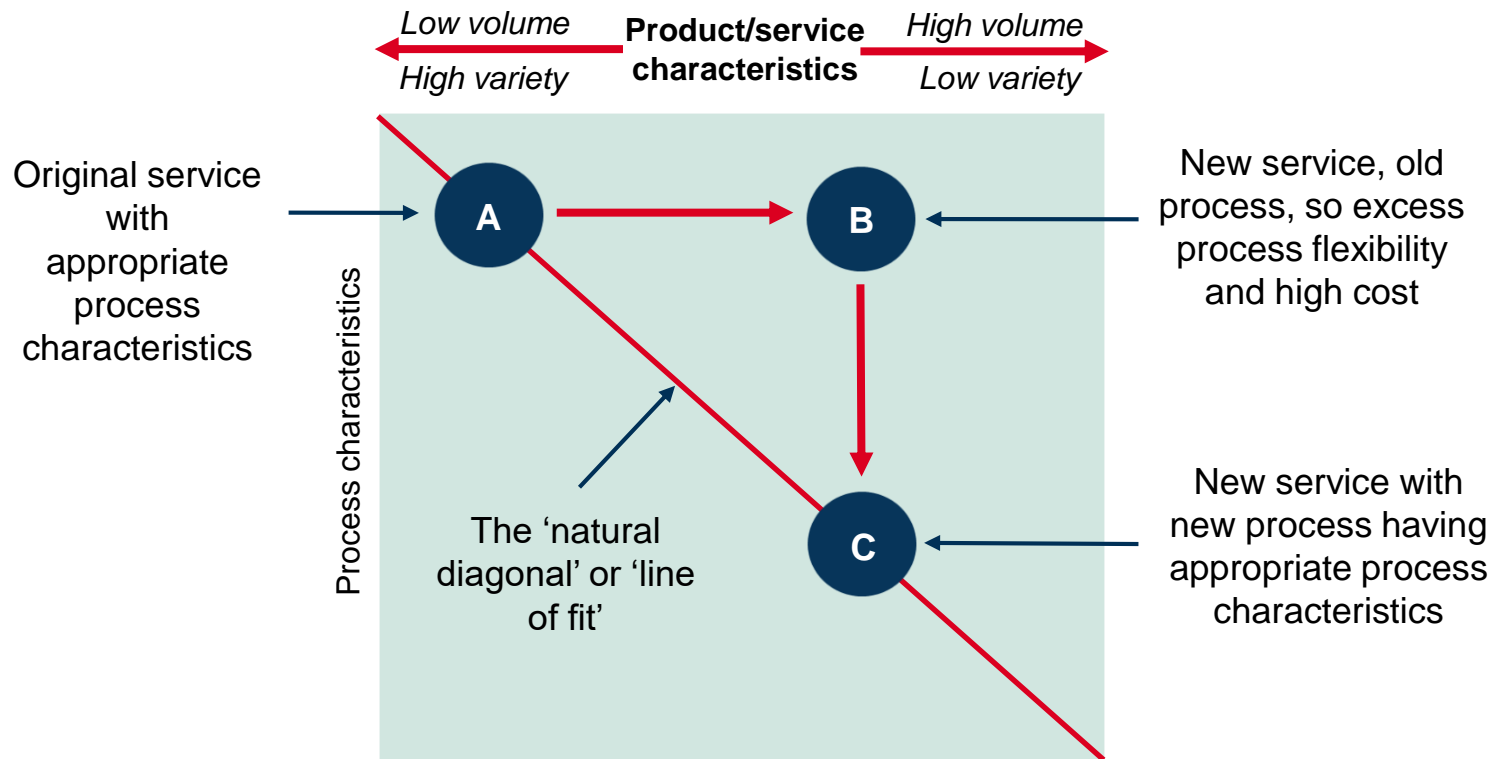 Low volume
High variety
Product/service
characteristics
High volume
Low variety
Original service
with
appropriate
process
characteristics
A
B
New service, old
process, so excess
process flexibility
and high cost
Process characteristics
The ‘natural
diagonal’ or ‘line
of fit’
C
New service with
new process having
appropriate process
characteristics